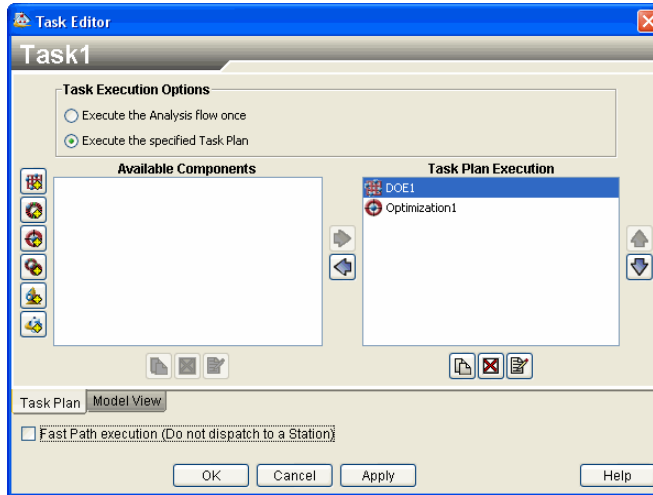 Task Editor
Task1
Task Execution Options
Execute the Analysis flow once
Execute the specified Task Plan
Available Components
Task Plan Execution
DOE1
Optimization1
Task Plan
Model View
Fast Path execution (Do not dispatch to a Station)
OK
Cancel
Apply
Help